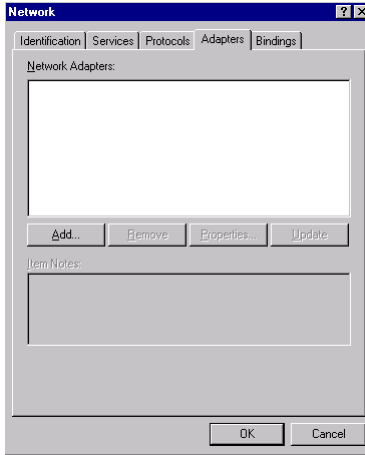 Network
Identification Services Protocols Adapters Bindings
Network Adapters:
Add... Remove Properties... Update
Item Notes:
OK Cancel